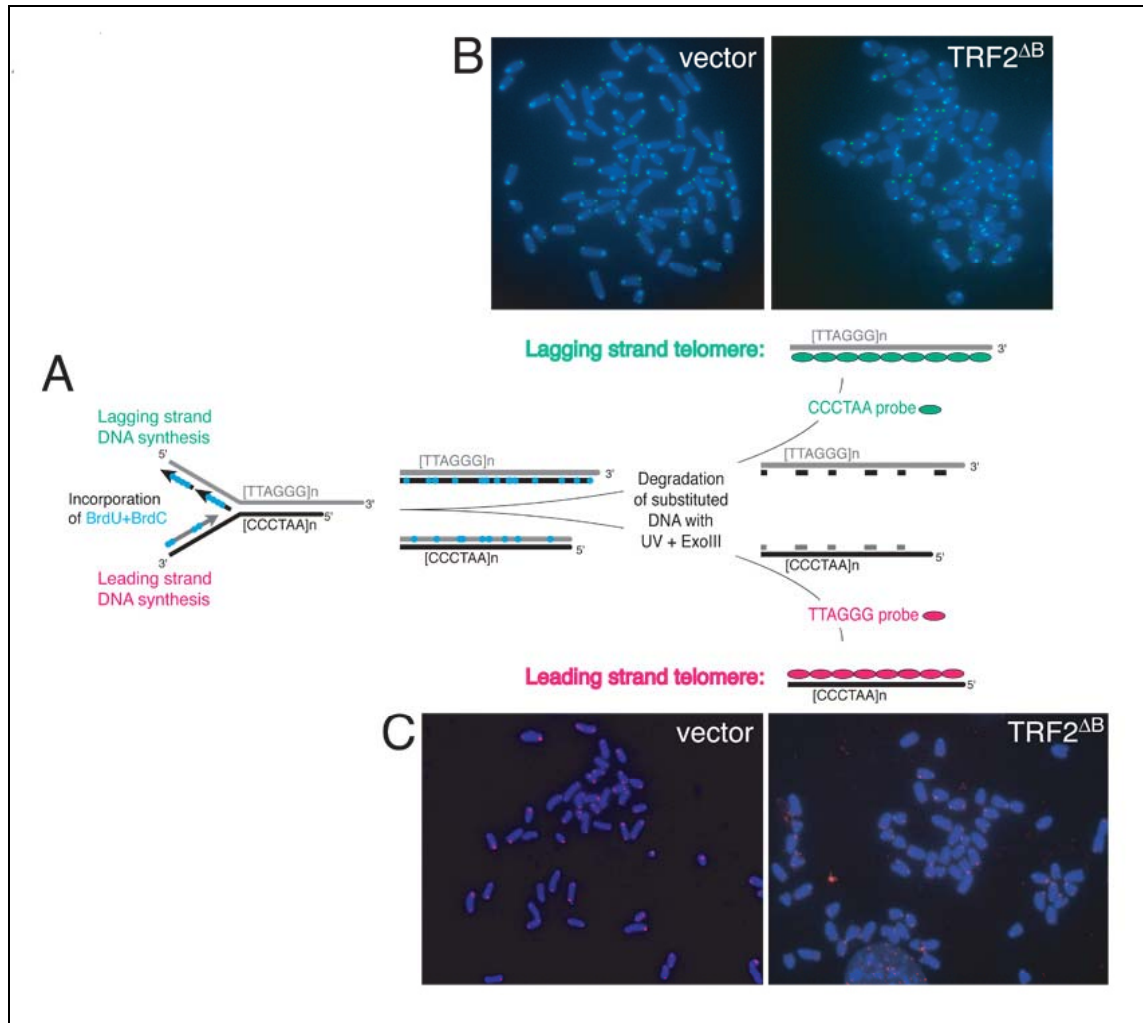 B
vector
TRF2ΔB
Lagging strand telomere:
[TTAGGG]n
3'
CCCTAA probe
A
Lagging strand
DNA synthesis
5'
Incorporation
of BrdU+BrdC
[TTAGGG]n
3'
[CCCTAA]n
5'
3'
Leading strand
DNA synthesis
[TTAGGG]n
3'
[CCCTAA]n
5'
Degradation
of substituted
DNA with
UV + ExoIII
[TTAGGG]n
3'
[CCCTAA]n
5'
TTAGGG probe
Leading strand telomere:
[CCCTAA]n
5'
C
vector
TRF2ΔB